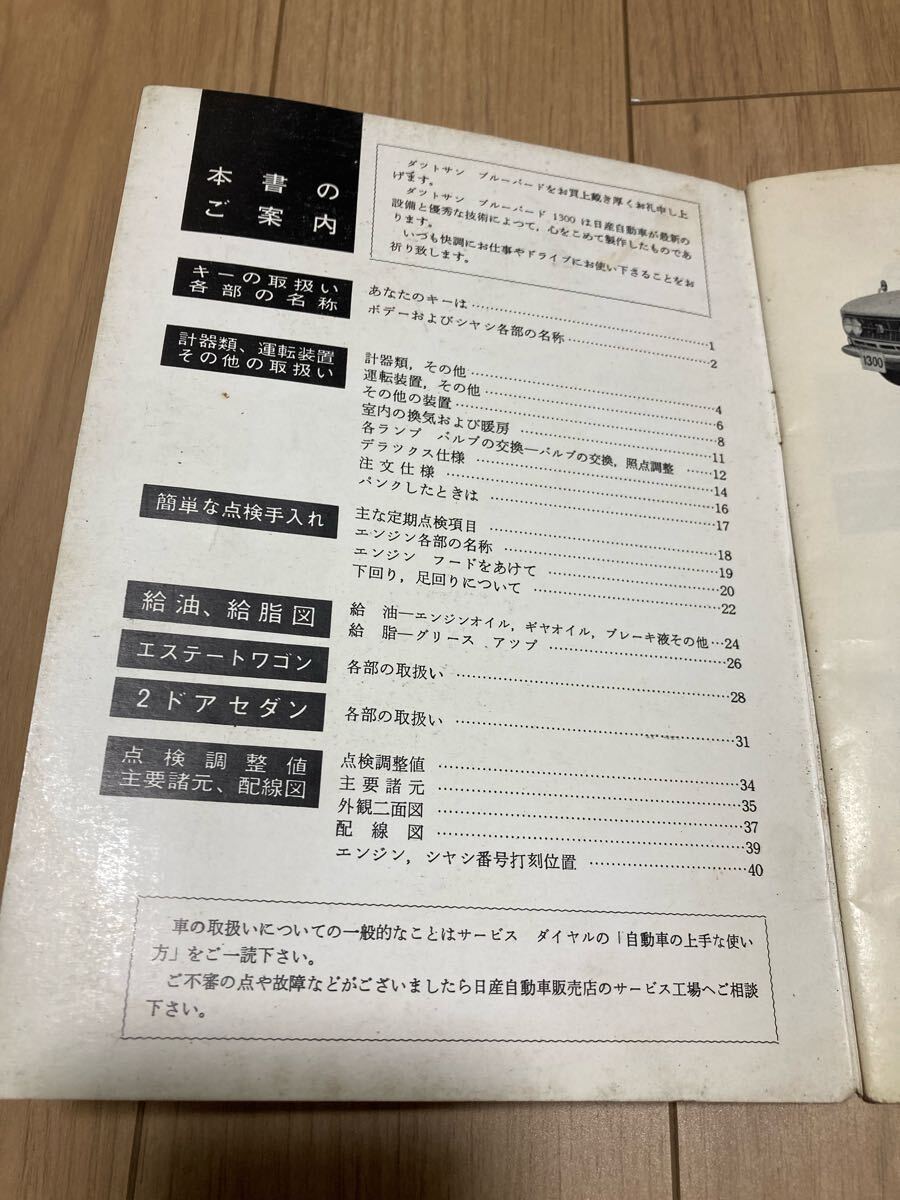 本書の
ご案内
ダットサン ブルーバードをお買上戴き厚くお礼申し上
げます。
ダットサン ブルーバード 1300 は日産自動車が最新の
設備と優秀な技術によつて，心をこめて製作したものであ
ります。
いつも快調にお仕事やドライブにお使い下さることをお
祈り致します。
キーの取扱い
各部の名称
あなたのキーは……1
ボデーおよびシヤシ各部の名称……2
計器類、運転装置
その他の取扱い
計器類，その他……4
運転装置，その他……6
その他の装置……8
室内の換気および暖房……11
各ランプ バルブの交換―バルブの交換，照点調整……12
デラックス仕様……14
注文仕様……16
パンクしたときは……17
簡単な点検手入れ
主な定期点検項目……18
エンジン各部の名称……19
エンジン フードをあけて……20
下回り，足回りについて……22
給油、給脂図
給 油―エンジンオイル，ギヤオイル，ブレーキ液その他…24
給 脂―グリース アツプ……26
エステートワゴン
各部の取扱い……28
2ドアセダン
各部の取扱い……31
点検調整値
主要諸元、配線図
点検調整値……34
主要諸元……35
外観二面図……37
配線図……39
エンジン，シヤシ番号打刻位置……40
車の取扱いについての一般的なことはサービス ダイヤルの「自動車の上手な使い
方」をご一読下さい。
ご不審の点や故障などがございましたら日産自動車販売店のサービス工場へご相談
下さい。
1300